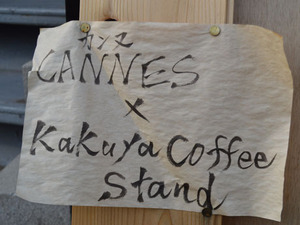 カンヌ
CANNES
×
Kakuya Coffee
Stand